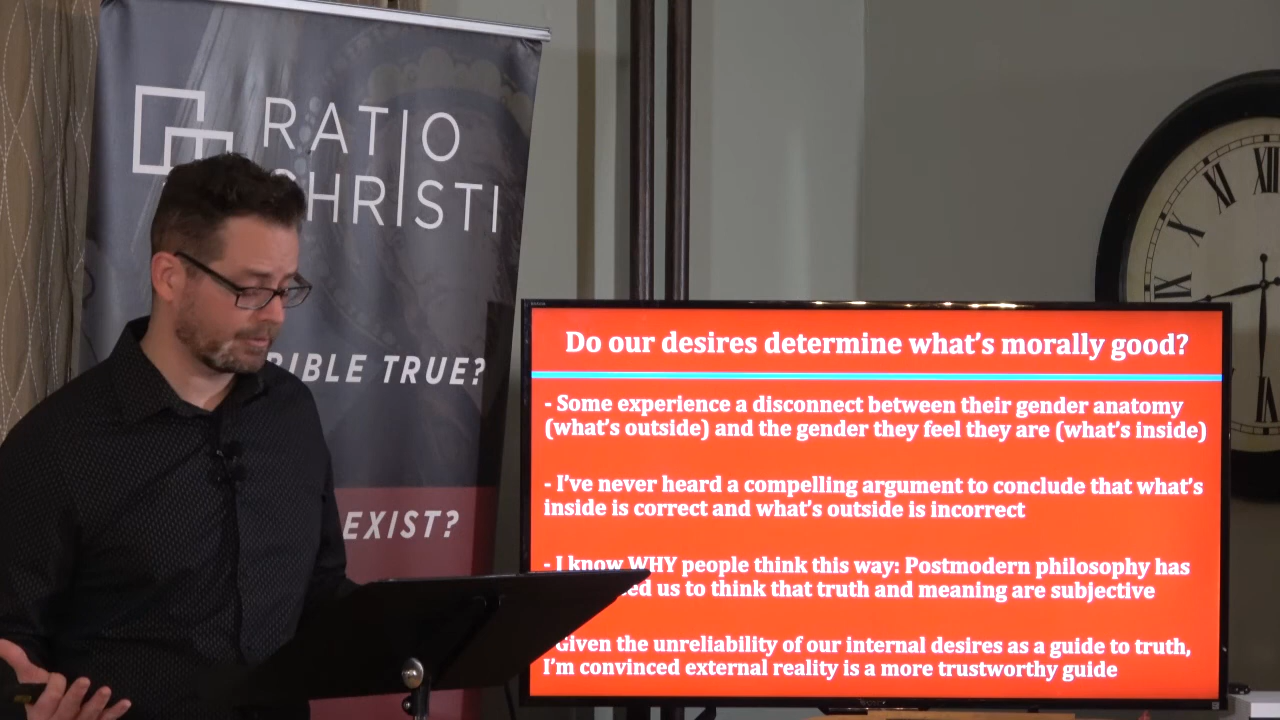 RATIO
CHRISTI
BIBLE TRUE?
EXIST?
Do our desires determine what's morally good?
- Some experience a disconnect between their gender anatomy
(what's outside) and the gender they feel they are (what's inside)
- I've never heard a compelling argument to conclude that what's
inside is correct and what's outside is incorrect
- I know WHY people think this way: Postmodern philosophy has
us to think that truth and meaning are subjective
Given the unreliability of our internal desires as a guide to truth,
I'm convinced external reality is a more trustworthy guide
XII
XI
X
IX